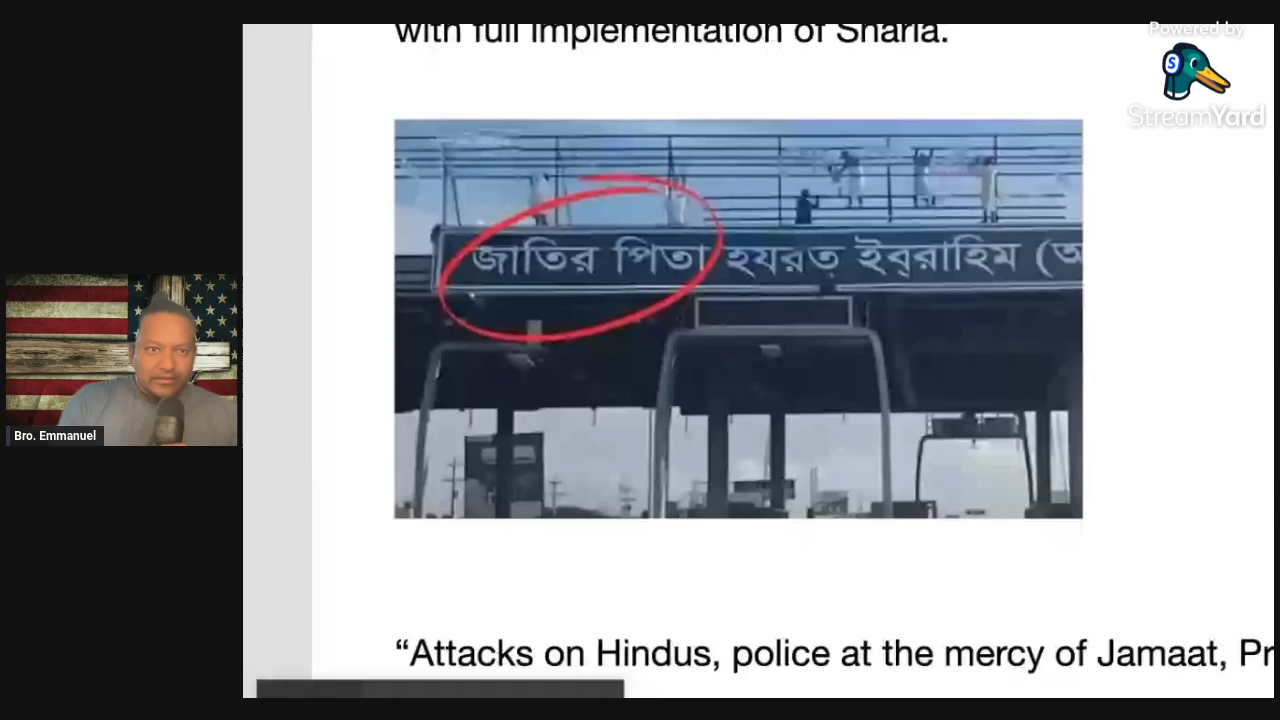 with full implementation of Sharia.
Powered by
S
StreamYard
জাতির পিতা হযরত ইব্রাহিম (আ
Bro. Emmanuel
“Attacks on Hindus, police at the mercy of Jamaat, Pr